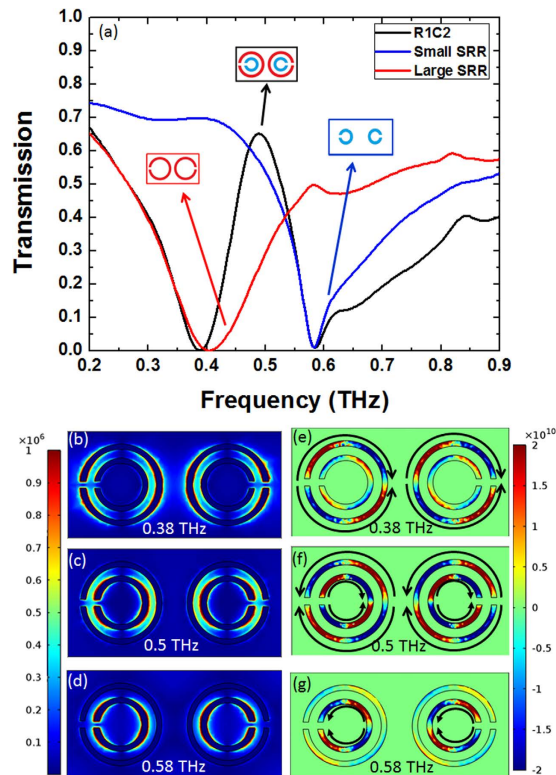 (a)
R1C2
Small SRR
Large SRR
1.0
0.9
0.8
0.7
0.6
0.5
0.4
0.3
0.2
0.1
0.0
Transmission
0.2 0.3 0.4 0.5 0.6 0.7 0.8 0.9
Frequency (THz)
×10⁶
1
0.9
0.8
0.7
0.6
0.5
0.4
0.3
0.2
0.1
(b)
0.38 THz
(c)
0.5 THz
(d)
0.58 THz
(e)
0.38 THz
(f)
0.5 THz
(g)
0.58 THz
×10¹⁰
2
1.5
1
0.5
0
-0.5
-1
-1.5
-2